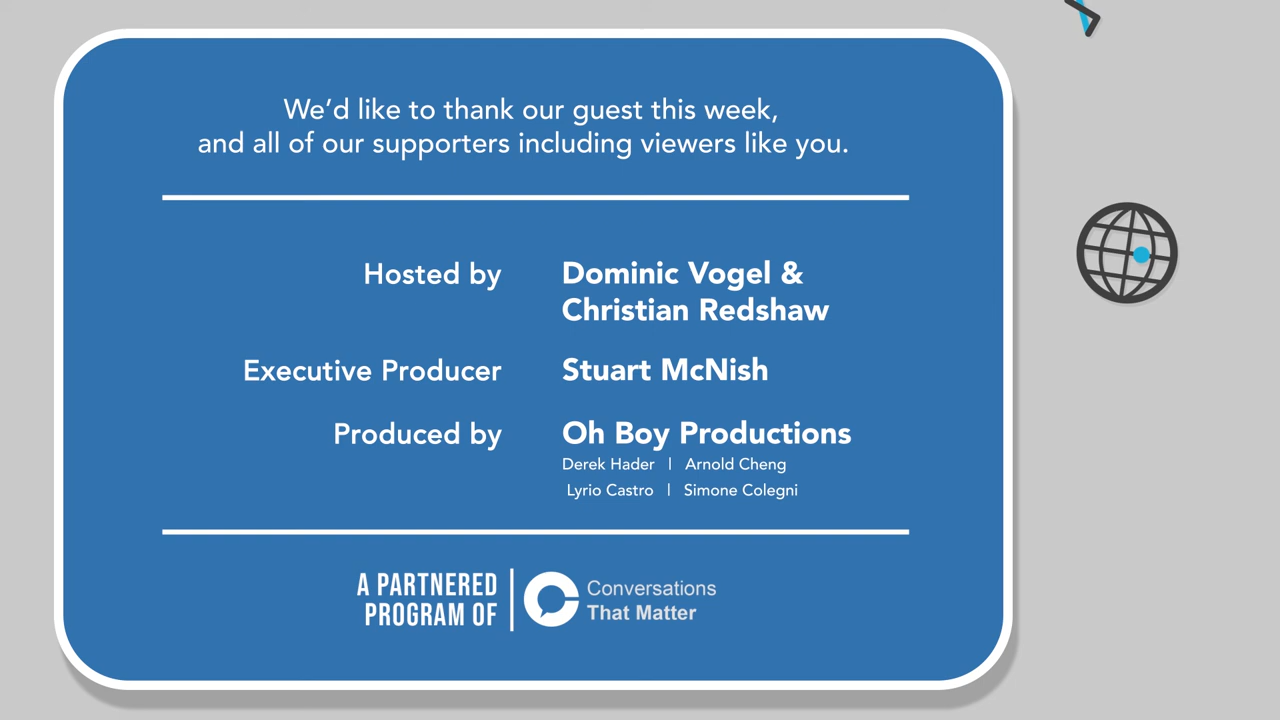 We’d like to thank our guest this week,
and all of our supporters including viewers like you.
Hosted by Dominic Vogel &
Christian Redshaw
Executive Producer Stuart McNish
Produced by Oh Boy Productions
Derek Hader | Arnold Cheng
Lyrio Castro | Simone Colegni
A PARTNERED
PROGRAM OF
Conversations
That Matter